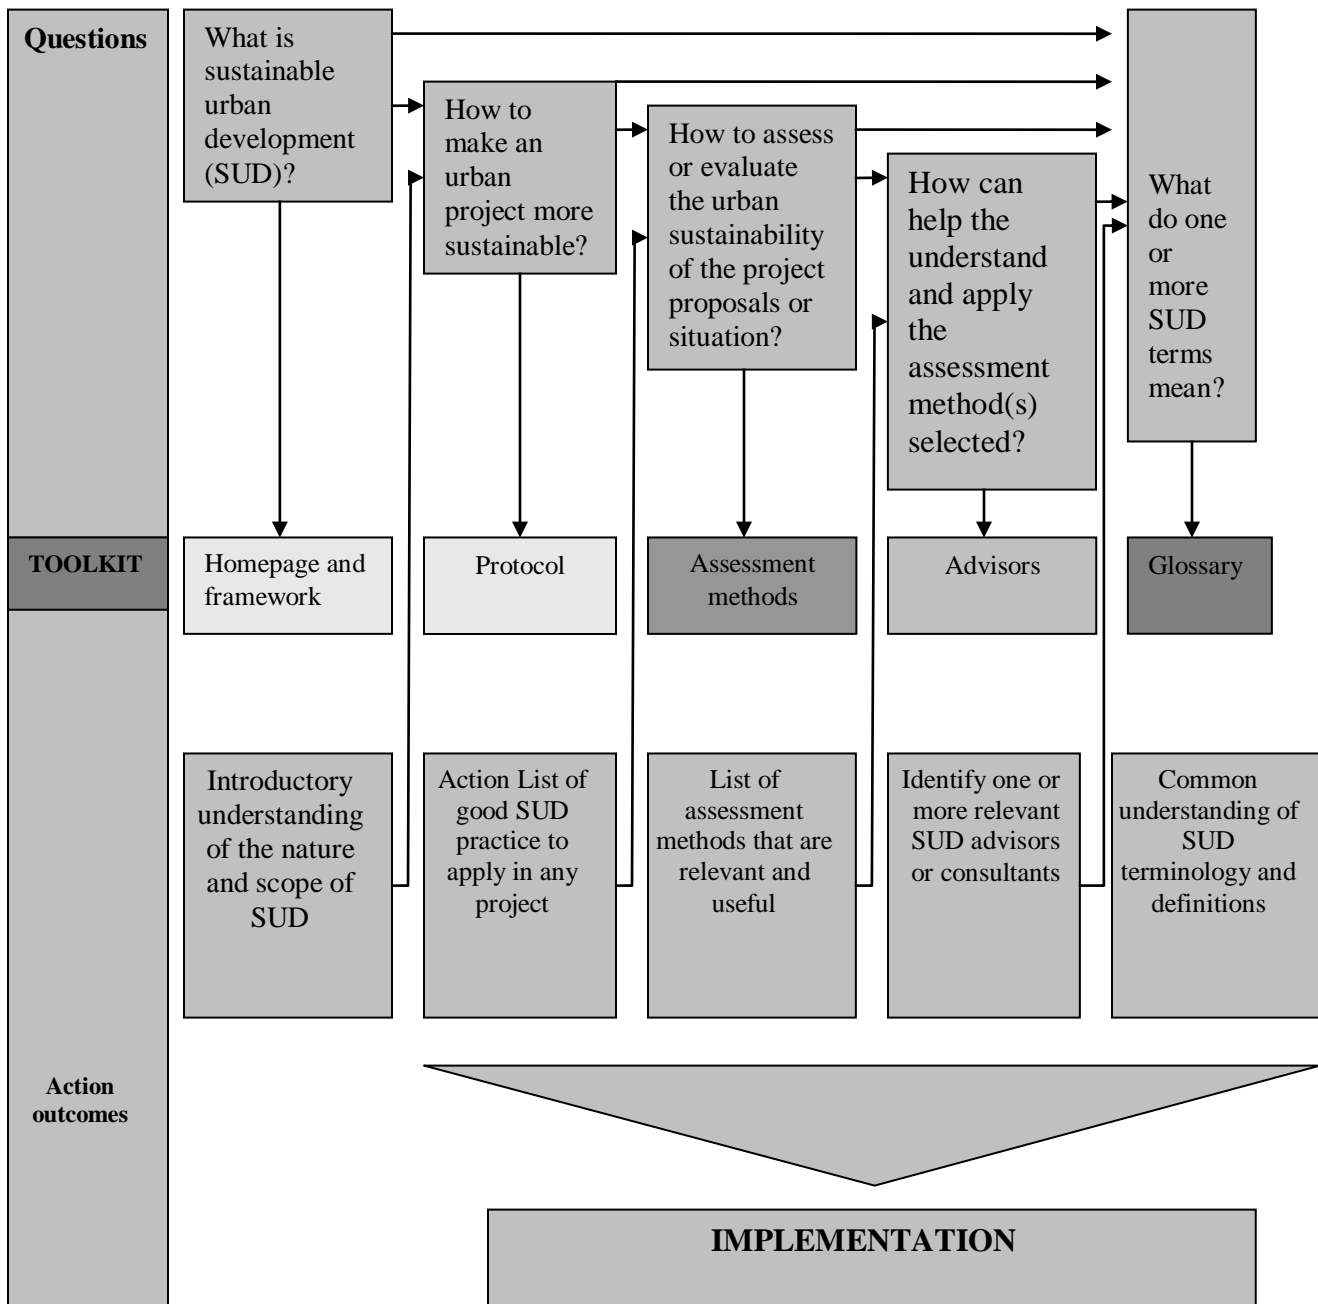 Questions
What is
sustainable
urban
development
(SUD)?
How to
make an
urban
project more
sustainable?
How to assess
or evaluate
the urban
sustainability
of the project
proposals or
situation?
How can
help the
understand
and apply
the
assessment
method(s)
selected?
What
do one
or
more
SUD
terms
mean?
TOOLKIT
Homepage and
framework
Protocol
Assessment
methods
Advisors
Glossary
Action
outcomes
Introductory
understanding
of the nature
and scope of
SUD
Action List of
good SUD
practice to
apply in any
project
List of
assessment
methods that are
relevant and
useful
Identify one or
more relevant
SUD advisors
or consultants
Common
understanding of
SUD
terminology and
definitions
IMPLEMENTATION